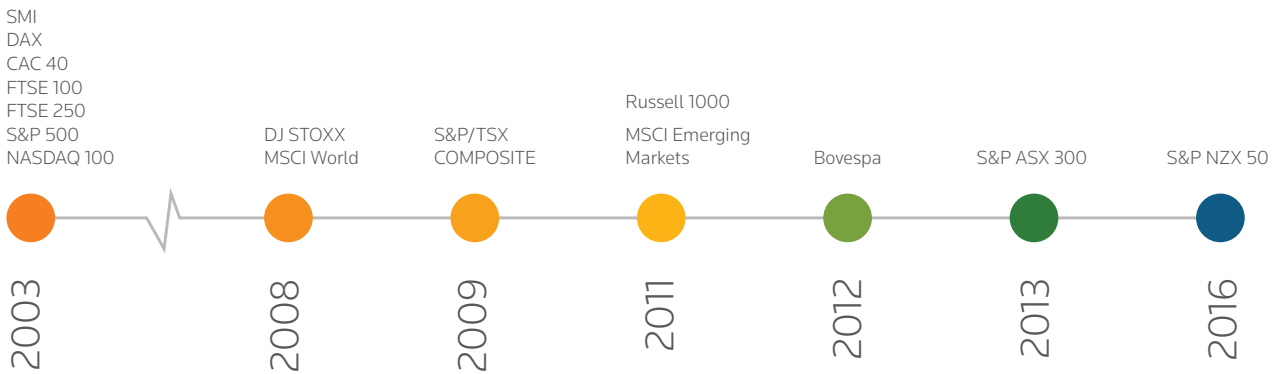 SMI
DAX
CAC 40
FTSE 100
FTSE 250
S&P 500
NASDAQ 100
2003
DJ STOXX
MSCI World
2008
S&P/TSX
COMPOSITE
2009
Russell 1000
MSCI Emerging
Markets
2011
Bovespa
2012
S&P ASX 300
2013
S&P NZX 50
2016